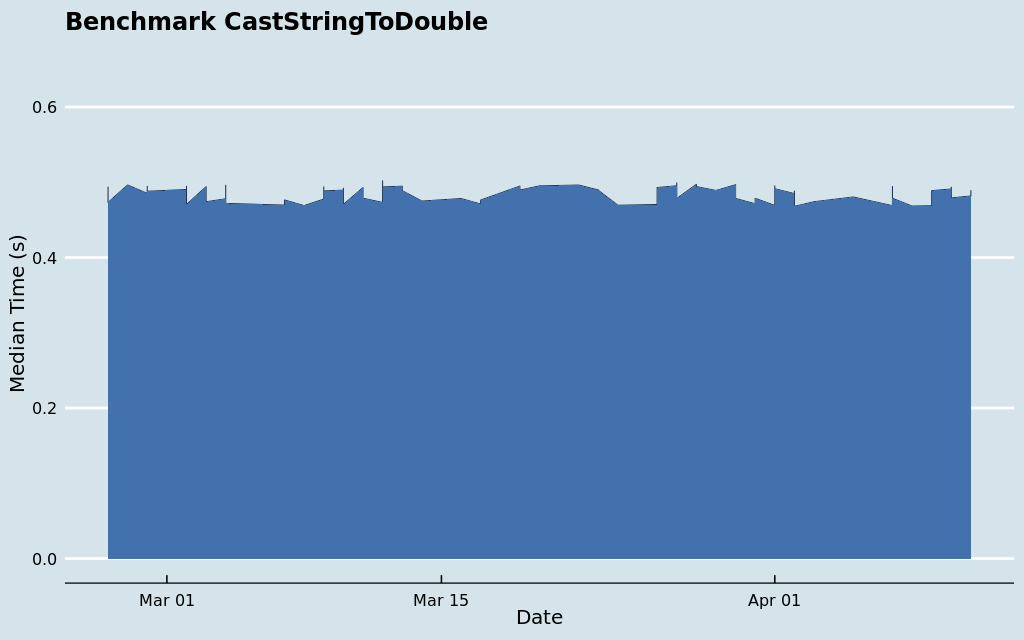 Benchmark CastStringToDouble
0.6
0.4
0.2
0.0
Median Time (s)
Mar 01
Mar 15
Apr 01
Date